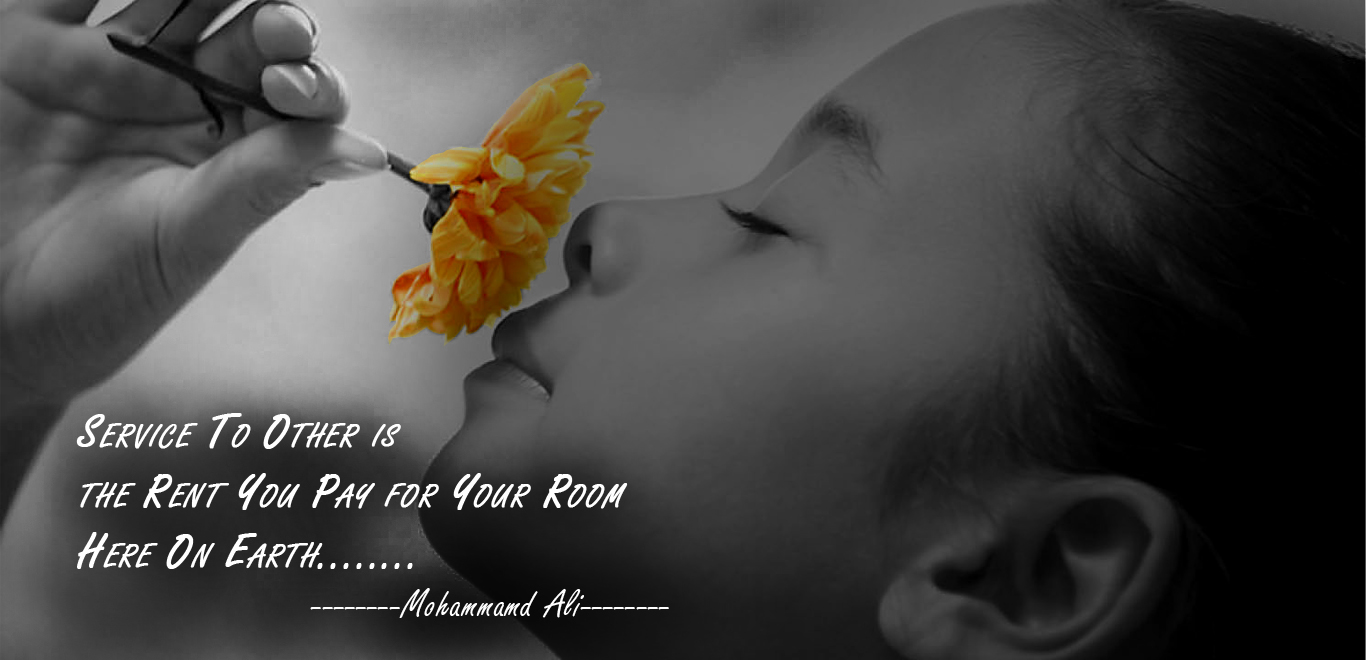 Service To Other is
the Rent You Pay for Your Room
Here On Earth........
--------Mohammamd Ali--------